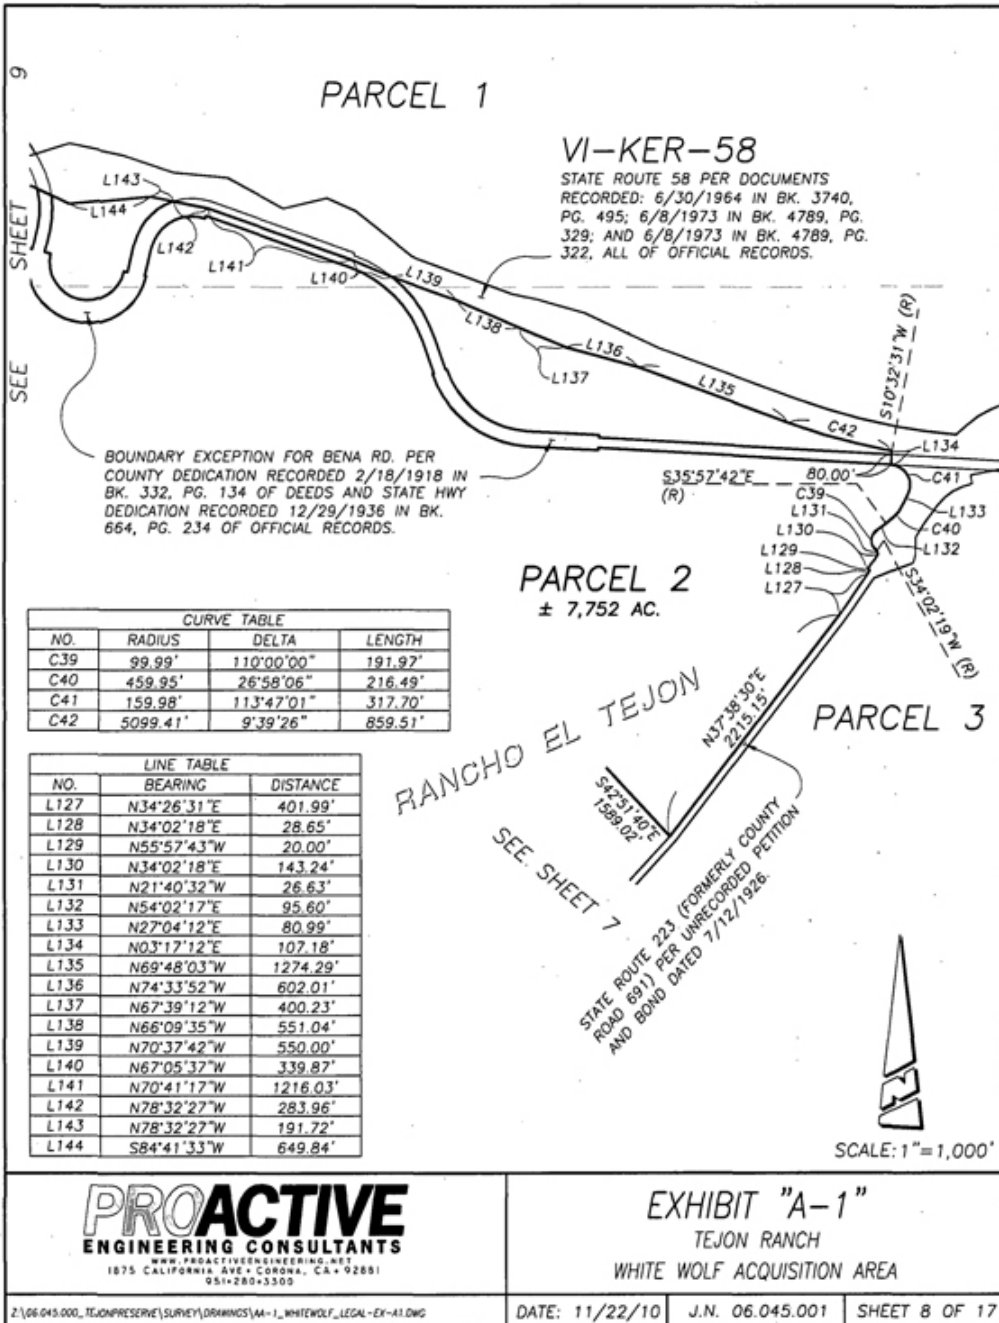 SEE SHEET 9
PARCEL 1
VI-KER-58
STATE ROUTE 58 PER DOCUMENTS
RECORDED: 6/30/1964 IN BK. 3740,
PG. 495; 6/8/1973 IN BK. 4789, PG.
329; AND 6/8/1973 IN BK. 4789, PG.
322, ALL OF OFFICIAL RECORDS.
L143
L144
L142
L141
L140
L139
L138
L137
L136
L135
C42
S10°32'31"W (R)
L134
C41
L133
C40
L132
S35°57'42"E
(R)
80.00'
C39
L131
L130
L129
L128
L127
S34°02'19"W (R)
BOUNDARY EXCEPTION FOR BENA RD. PER
COUNTY DEDICATION RECORDED 2/18/1918 IN
BK. 332, PG. 134 OF DEEDS AND STATE HWY
DEDICATION RECORDED 12/29/1936 IN BK.
664, PG. 234 OF OFFICIAL RECORDS.
PARCEL 2
± 7,752 AC.
PARCEL 3
RANCHO EL TEJON
N37°38'30"E
2215.15'
S42°51'40"E
1589.02'
SEE SHEET 7
STATE ROUTE 223 (FORMERLY COUNTY
ROAD 691) PER UNRECORDED PETITION
AND BOND DATED 7/12/1926.
CURVE TABLE
NO. RADIUS DELTA LENGTH
C39 99.99' 110°00'00" 191.97'
C40 459.95' 26°58'06" 216.49'
C41 159.98' 113°47'01" 317.70'
C42 5099.41' 9°39'26" 859.51'
LINE TABLE
NO. BEARING DISTANCE
L127 N34°26'31"E 401.99'
L128 N34°02'18"E 28.65'
L129 N55°57'43"W 20.00'
L130 N34°02'18"E 143.24'
L131 N21°40'32"W 26.63'
L132 N54°02'17"E 95.60'
L133 N27°04'12"E 80.99'
L134 N03°17'12"E 107.18'
L135 N69°48'03"W 1274.29'
L136 N74°33'52"W 602.01'
L137 N67°39'12"W 400.23'
L138 N66°09'35"W 551.04'
L139 N70°37'42"W 550.00'
L140 N67°05'37"W 339.87'
L141 N70°41'17"W 1216.03'
L142 N78°32'27"W 283.96'
L143 N78°32'27"W 191.72'
L144 S84°41'33"W 649.84'
N
SCALE: 1"=1,000'
PROACTIVE
ENGINEERING CONSULTANTS
WWW.PROACTIVEENGINEERING.NET
1875 CALIFORNIA AVE • CORONA, CA • 92881
951•280•3300
EXHIBIT "A-1"
TEJON RANCH
WHITE WOLF ACQUISITION AREA
Z:\06.045.000_TEJONPRESERVE\SURVEY\DRAWINGS\AA-1_WHITEWOLF_LEGAL-EX-A1.DWG
DATE: 11/22/10
J.N. 06.045.001
SHEET 8 OF 17